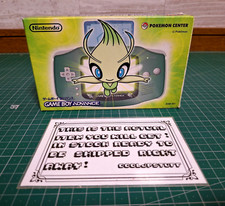 Nintendo
POKÉMON CENTER
GAME BOY ADVANCE
THIS IS THE ACTUAL
ITEM YOU WILL GET!
IN STOCK READY TO
BE SHIPPED RIGHT
AWAY!